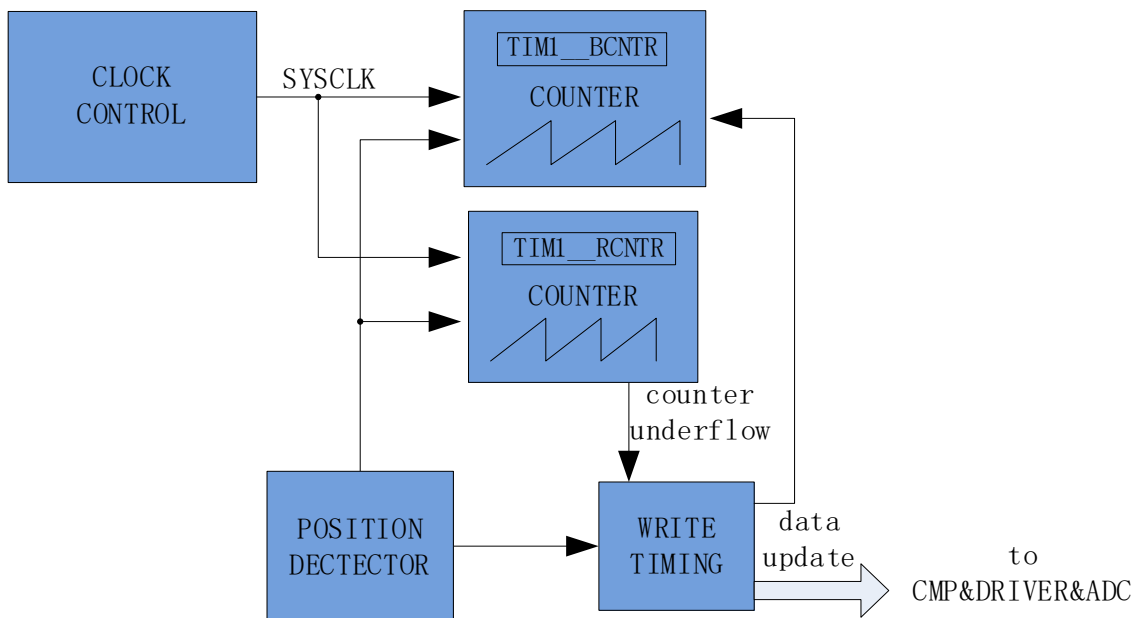 CLOCK
CONTROL
SYSCLK
TIM1__BCNTR
COUNTER
TIM1__RCNTR
COUNTER
counter
underflow
POSITION
DECTECTOR
WRITE
TIMING
data
update
to
CMP&DRIVER&ADC